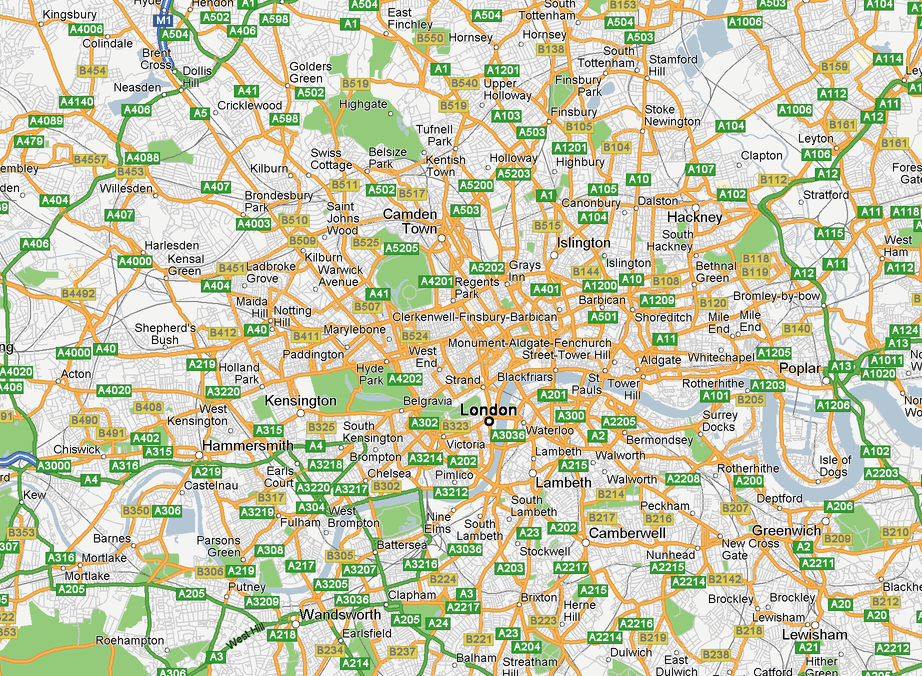 Hyde
Hendon
A1
A504
A503
A104
Kingsbury
M1
A502
A598
A1
East
Finchley
A504
South
Tottenham
B153
A1006
A4006
A504
A406
B550
Hornsey
Hornsey
A504
A503
Colindale
Brent
Cross
B138
South
Tottenham
Stamford
Hill
A114
B454
Dollis
Hill
Golders
Green
A1
A1201
B159
Neasden
A41
A502
B519
B540
Upper
Holloway
Finsbury
Park
A112
A11
A4140
A406
A5
Cricklewood
Highgate
B519
A103
Finsbury
Stoke
Newington
A1006
A12
A4089
A598
Tufnell
Park
A503
B105
A104
B161
A479
A1201
B104
Leyton
B161
B4557
A4088
Swiss
Cottage
Belsize
Park
Kentish
Town
Holloway
Highbury
Clapton
A106
B453
Kilburn
A5203
A107
A12
Willesden
A407
B511
A502
B517
A5200
A1
A105
A10
A102
B112
Stratford
A404
Brondesbury
Park
Canonbury
Dalston
A407
A4003
B510
Saint
Johns
Wood
Camden
Town
A503
A104
Hackney
A11
A118
B515
A115
A406
Harlesden
B509
B525
A5205
Islington
South
Hackney
West
Ham
A4000
Kensal
Green
Kilburn
A5202
Grays
Inn
Islington
B118
A11
B451
Ladbroke
Grove
Warwick
Avenue
B144
Bethnal
Green
B119
A12
A112
A404
A4201
Regents
Park
A401
A1200
A10
B108
B4492
Maida
Hill
A41
Barbican
A1209
Bromley-by-bow
Notting
Hill
B507
Clerkenwell-Finsbury-Barbican
A501
Shoreditch
B120
Mile
End
Mile
End
Shepherd's
Bush
B412
A40
B411
Marylebone
B524
Monument-Aldgate-Fenchurch
Street-Tower Hill
A11
B140
A124
A13
A4000
A40
Paddington
West
End
Aldgate
Whitechapel
A1205
A1011
A4020
A219
Holland
Park
Hyde
Park
A4202
Strand
Blackfriars
St
Pauls
Tower
Hill
Rotherhithe
Poplar
A13
A1020
Acton
A4020
A3220
A201
A101
A1203
B205
A1206
B408
West
Kensington
Kensington
Belgravia
London
A300
A2205
Surrey
Docks
B490
B491
A315
B325
South
Kensington
A302
B323
A3036
Waterloo
A2
Bermondsey
A402
A315
Hammersmith
A4
Victoria
Chiswick
A102
A3000
A316
A219
A3218
Brompton
A3214
A202
Lambeth
Walworth
Rotherhithe
Isle of
Dogs
A2203
A4
Earls
Court
Chelsea
Pimlico
A215
Walworth
A2208
A200
Kew
Castelnau
A3220
A3217
B302
A3212
Lambeth
B214
Deptford
B353
B350
A306
B317
A3219
A304
West
Brompton
South
Lambeth
Peckham
B207
A206
Fulham
Nine
Elms
South
Lambeth
B217
B216
Greenwich
B210
Barnes
Parsons
Green
A23
A202
Camberwell
New Cross
Gate
B209
A2
A316
Mortlake
A308
Battersea
A3036
Stockwell
Nunhead
A2211
Mortlake
B306
A219
A217
B305
A3207
A3216
A203
A2217
A2215
A205
Putney
A3205
B224
A215
A2214
B2142
A205
A3209
A3036
Clapham
A3
A2217
Brixton
Herne
Hill
Brockley
Brockley
A20
B212
Wandsworth
A205
A24
B223
A2216
Lewisham
A20
Roehampton
West Hill
A218
Earlsfield
A23
A2214
B219
B218
Lewisham
A3
B234
B237
B221
A204
Dulwich
B238
A21
A2212
A306
A214
Balham
Streatham
Hill
East
Dulwich
Catford
Hither
Green